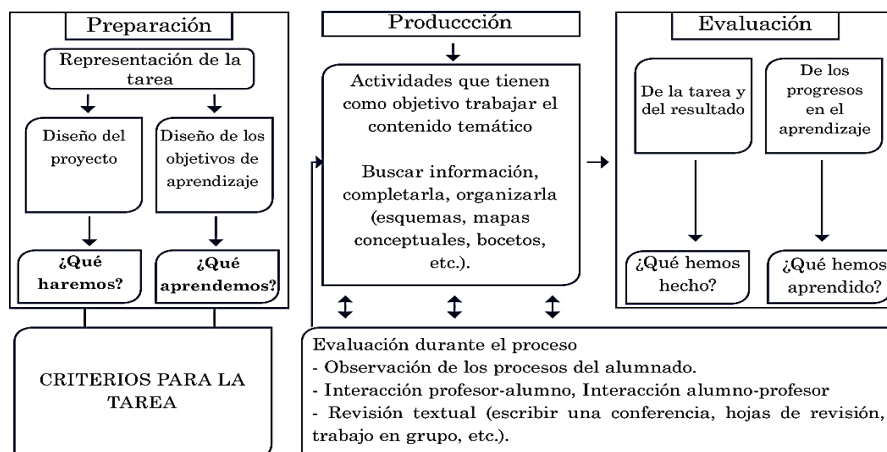 Preparación
Representación de la
tarea
Diseño del
proyecto
Diseño de los
objetivos de
aprendizaje
¿Qué
haremos?
¿Qué
aprendemos?
CRITERIOS PARA LA
TAREA
Produccción
Actividades que tienen
como objetivo trabajar el
contenido temático
Buscar información,
completarla, organizarla
(esquemas, mapas
conceptuales, bocetos,
etc.).
Evaluación durante el proceso
- Observación de los procesos del alumnado.
- Interacción profesor-alumno, Interacción alumno-profesor
- Revisión textual (escribir una conferencia, hojas de revisión,
trabajo en grupo, etc.).
Evaluación
De la tarea y
del resultado
De los
progresos
en el
aprendizaje
¿Qué hemos
hecho?
¿Qué hemos
aprendido?